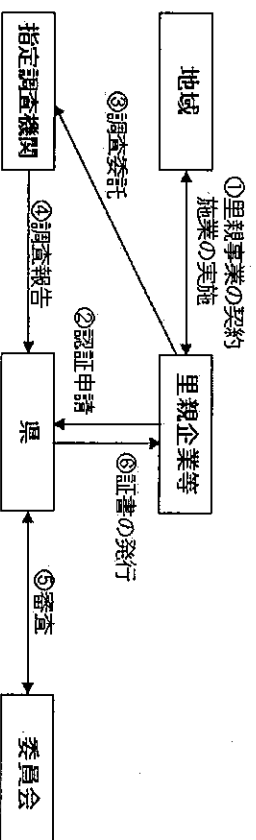 地域
①里親事業の契約
施業の実施
里親企業等
③調査委託
②認証申請
⑥証書の発行
指定調査機関
④調査報告
県
⑤審査
委員会